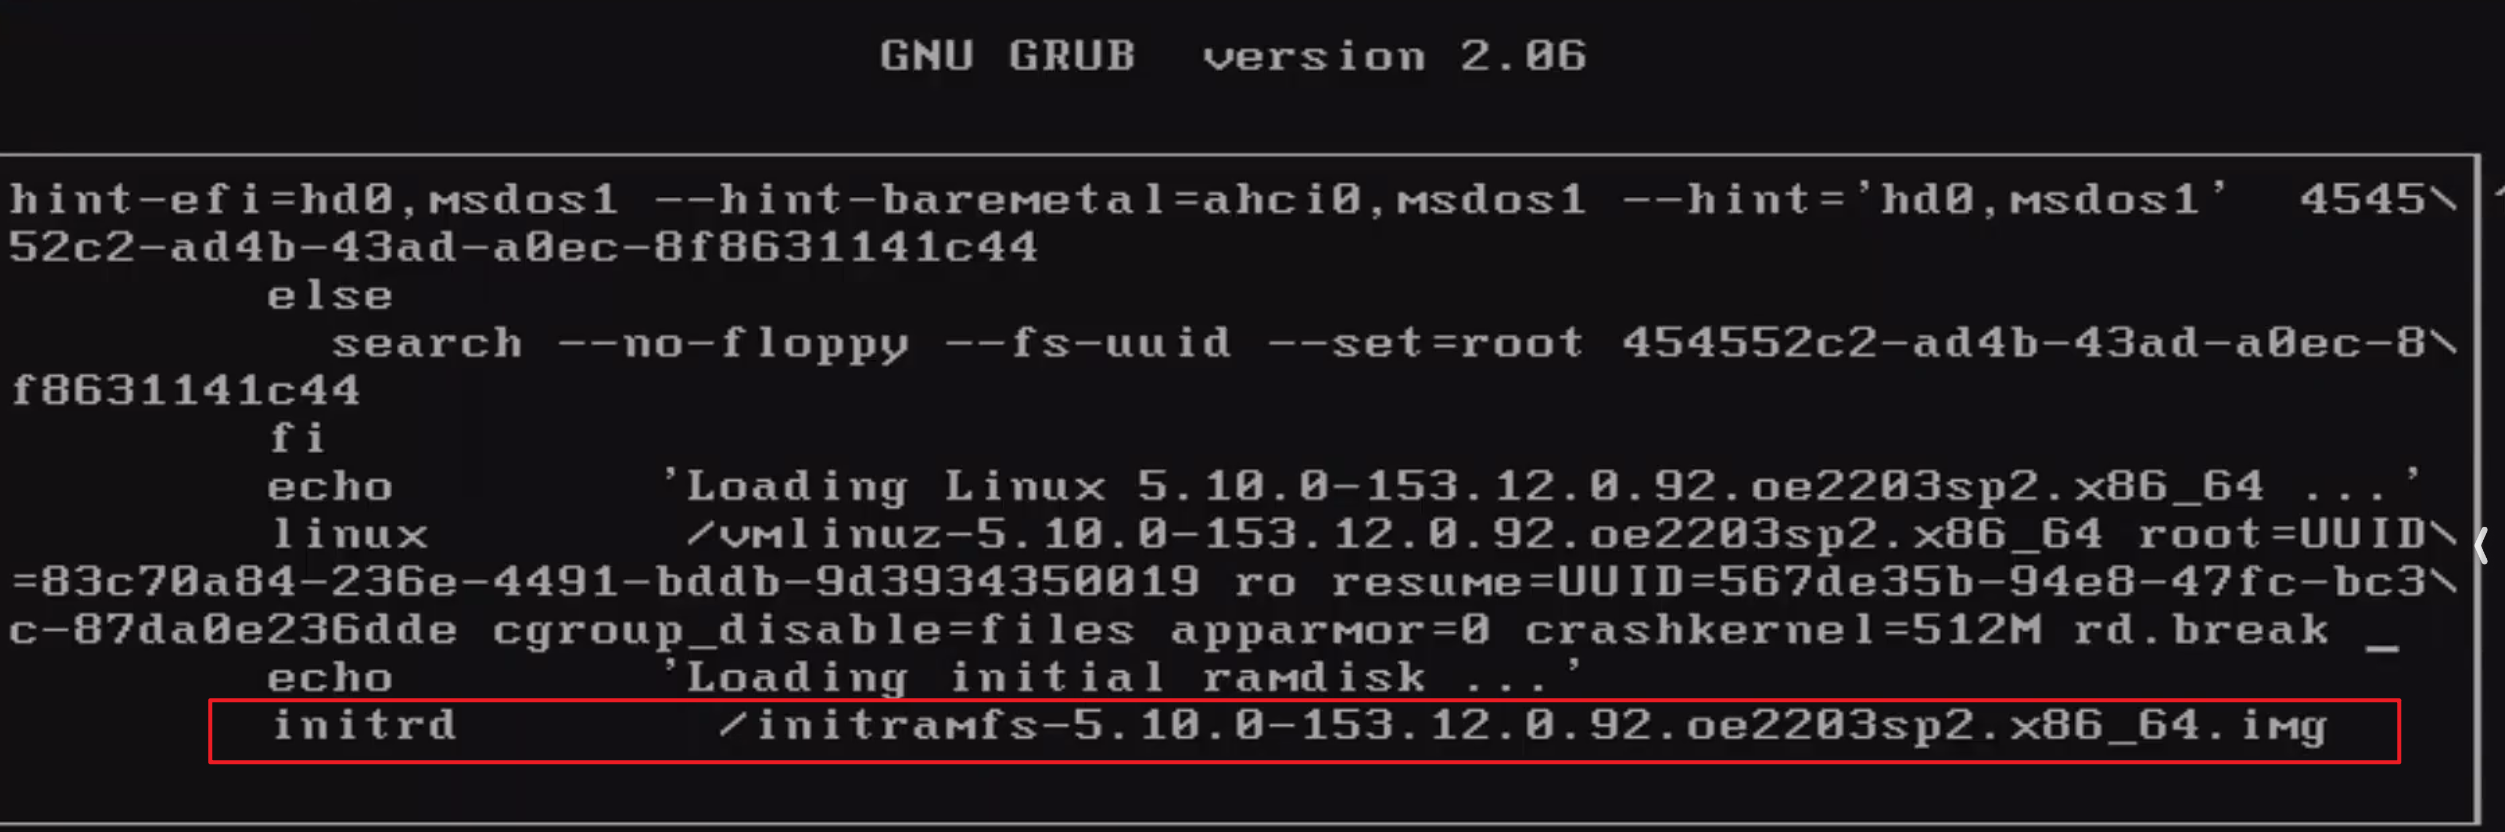 GNU GRUB  version 2.06
hint-efi=hd0,msdos1 --hint-baremetal=ahci0,msdos1 --hint='hd0,msdos1'  4545\
52c2-ad4b-43ad-a0ec-8f8631141c44
else
search --no-floppy --fs-uuid --set=root 454552c2-ad4b-43ad-a0ec-8\
f8631141c44
fi
echo 'Loading Linux 5.10.0-153.12.0.92.oe2203sp2.x86_64 ...'
linux /vmlinuz-5.10.0-153.12.0.92.oe2203sp2.x86_64 root=UUID\
=83c70a84-236e-4491-bddb-9d3934350019 ro resume=UUID=567de35b-94e8-47fc-bc3\
c-87da0e236dde cgroup_disable=files apparmor=0 crashkernel=512M rd.break _
echo 'Loading initial ramdisk ...'
initrd /initramfs-5.10.0-153.12.0.92.oe2203sp2.x86_64.img